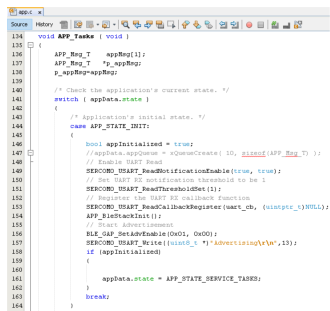 app.c
Source History
134 void APP_Tasks ( void )
135 {
136 APP_Msg_T appMsg[1];
137 APP_Msg_T *p_appMsg;
138 p_appMsg=appMsg;
139
140 /* Check the application's current state. */
141 switch ( appData.state )
142 {
143 /* Application's initial state. */
144 case APP_STATE_INIT:
145 {
146 bool appInitialized = true;
147 //appData.appQueue = xQueueCreate( 10, sizeof(APP_Msg_T) );
148 // Enable UART Read
149 SERCOM0_USART_ReadNotificationEnable(true, true);
150 // Set UART RX notification threshold to be 1
151 SERCOM0_USART_ReadThresholdSet(1);
152 // Register the UART RX callback function
153 SERCOM0_USART_ReadCallbackRegister(uart_cb, (uintptr_t)NULL);
154 APP_BleStackInit();
155 // Start Advertisement
156 BLE_GAP_SetAdvEnable(0x01, 0x00);
157 SERCOM0_USART_Write((uint8_t *)"Advertising\r\n",13);
158 if (appInitialized)
159 {
160
161 appData.state = APP_STATE_SERVICE_TASKS;
162 }
163 break;
164 }